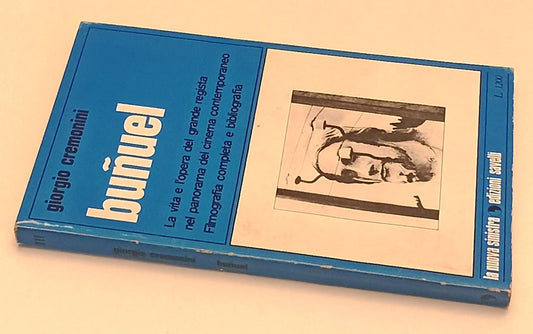 giorgio cremonini
buñuel
La vita e l'opera del grande regista
nel panorama del cinema contemporaneo
Filmografia completa e bibliografia
L. 1200
la nuova sinistra edizioni savelli
giorgio cremonini buñuel